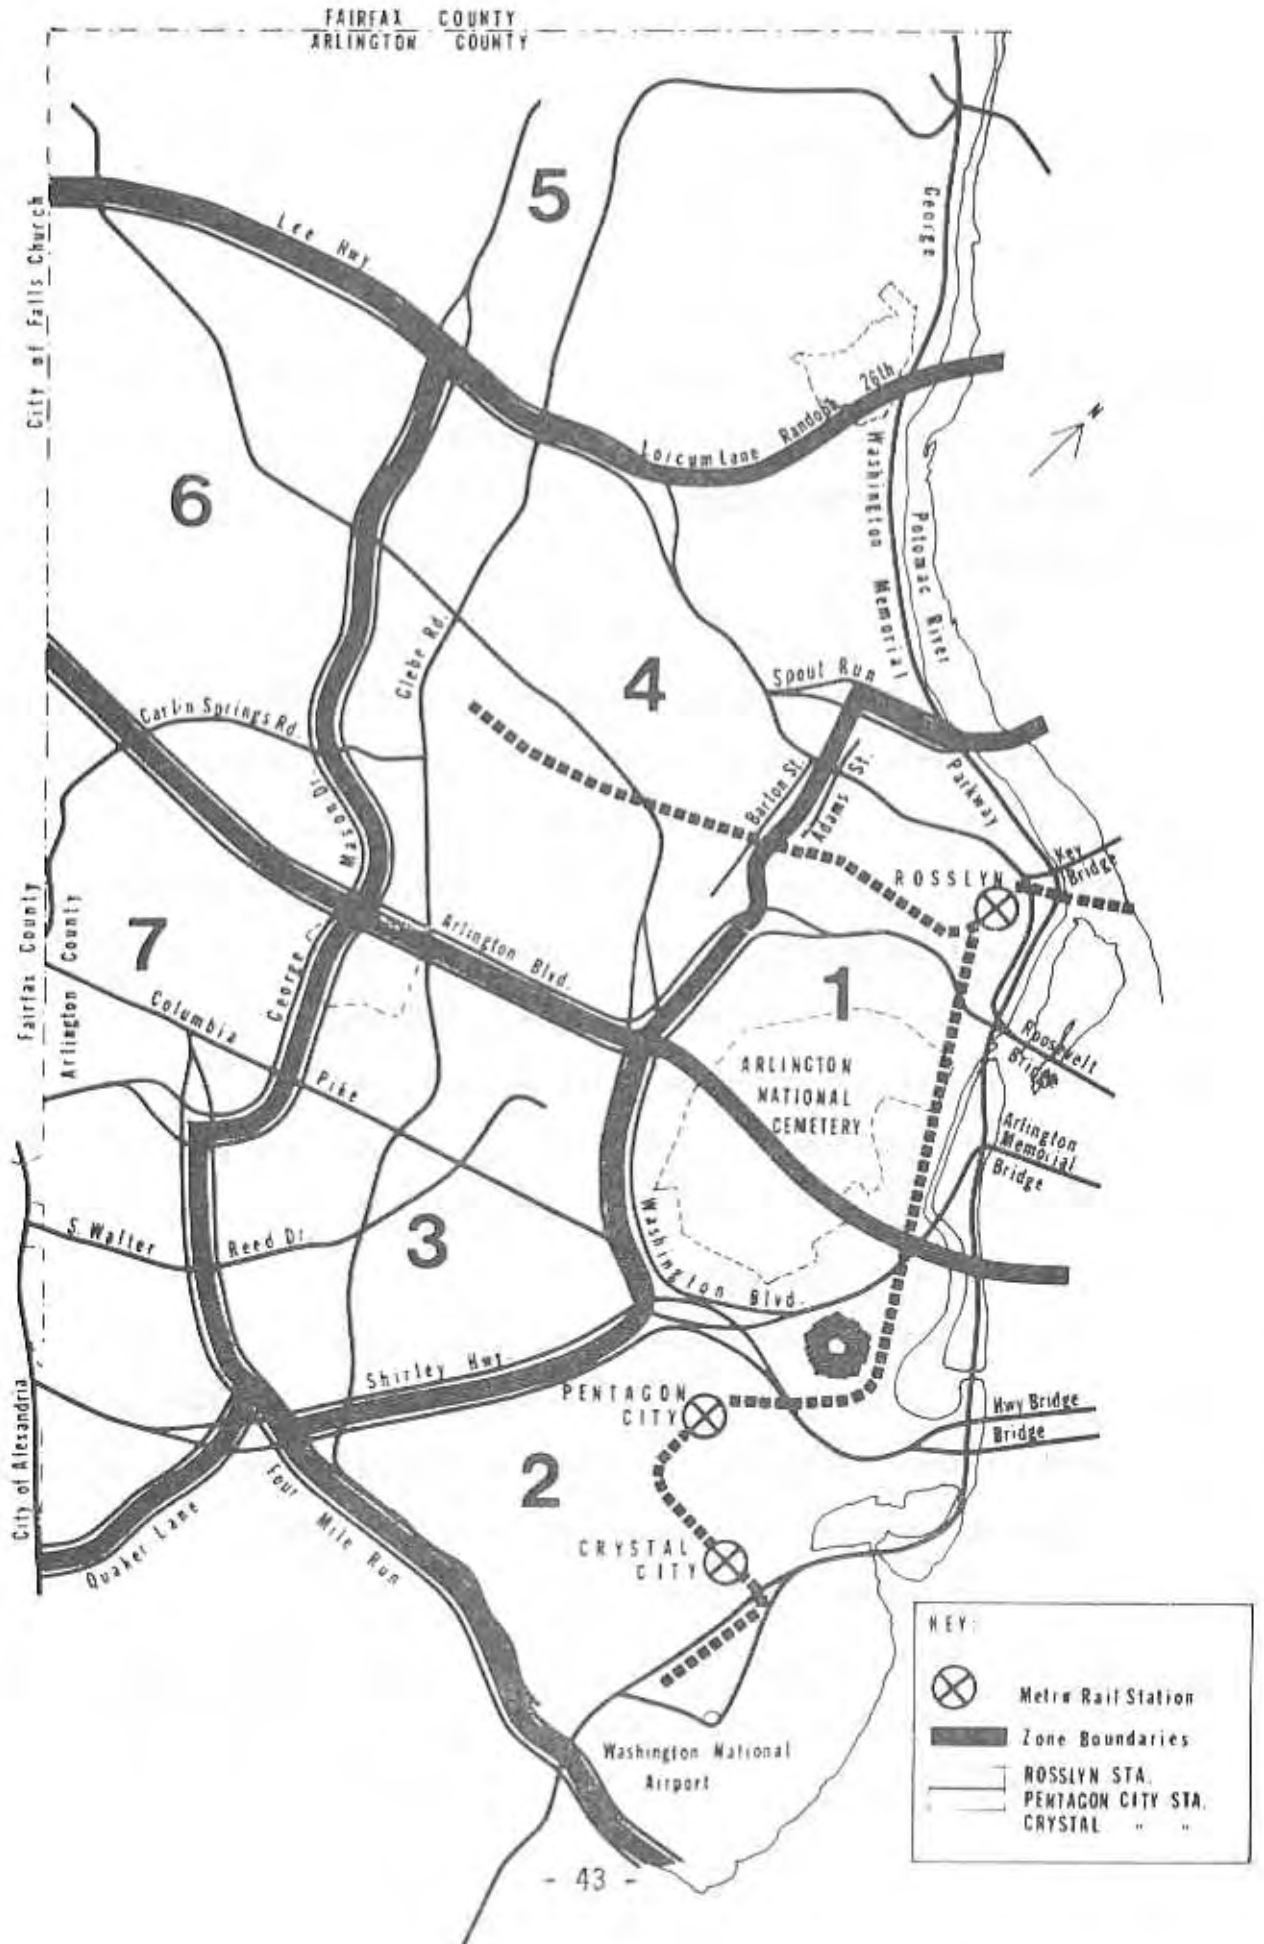 FAIRFAX COUNTY
ARLINGTON COUNTY
5
City of Falls Church
Lee Hwy.
George
26th
Randoph
Lorcum Lane
Washington
Memorial
Potomac River
N
6
4
Glebe Rd.
Spout Run
Carlin Springs Rd.
Mason Dr.
Barton St.
Adams St.
Parkway
Key
Bridge
ROSSLYN
7
Fairfax County
Arlington County
George
Arlington Blvd.
1
Columbia
Pike
Roosevelt
Bridge
ARLINGTON
NATIONAL
CEMETERY
Arlington
Memorial
Bridge
S. Walter
Reed Dr.
3
Washington Blvd.
Shirley Hwy.
PENTAGON
CITY
Hwy Bridge
Bridge
City of Alexandria
2
Quaker Lane
Four Mile Run
CRYSTAL
CITY
Washington National
Airport
KEY:
Metro Rail Station
Zone Boundaries
ROSSLYN STA.
PENTAGON CITY STA.
CRYSTAL " "
- 43 -